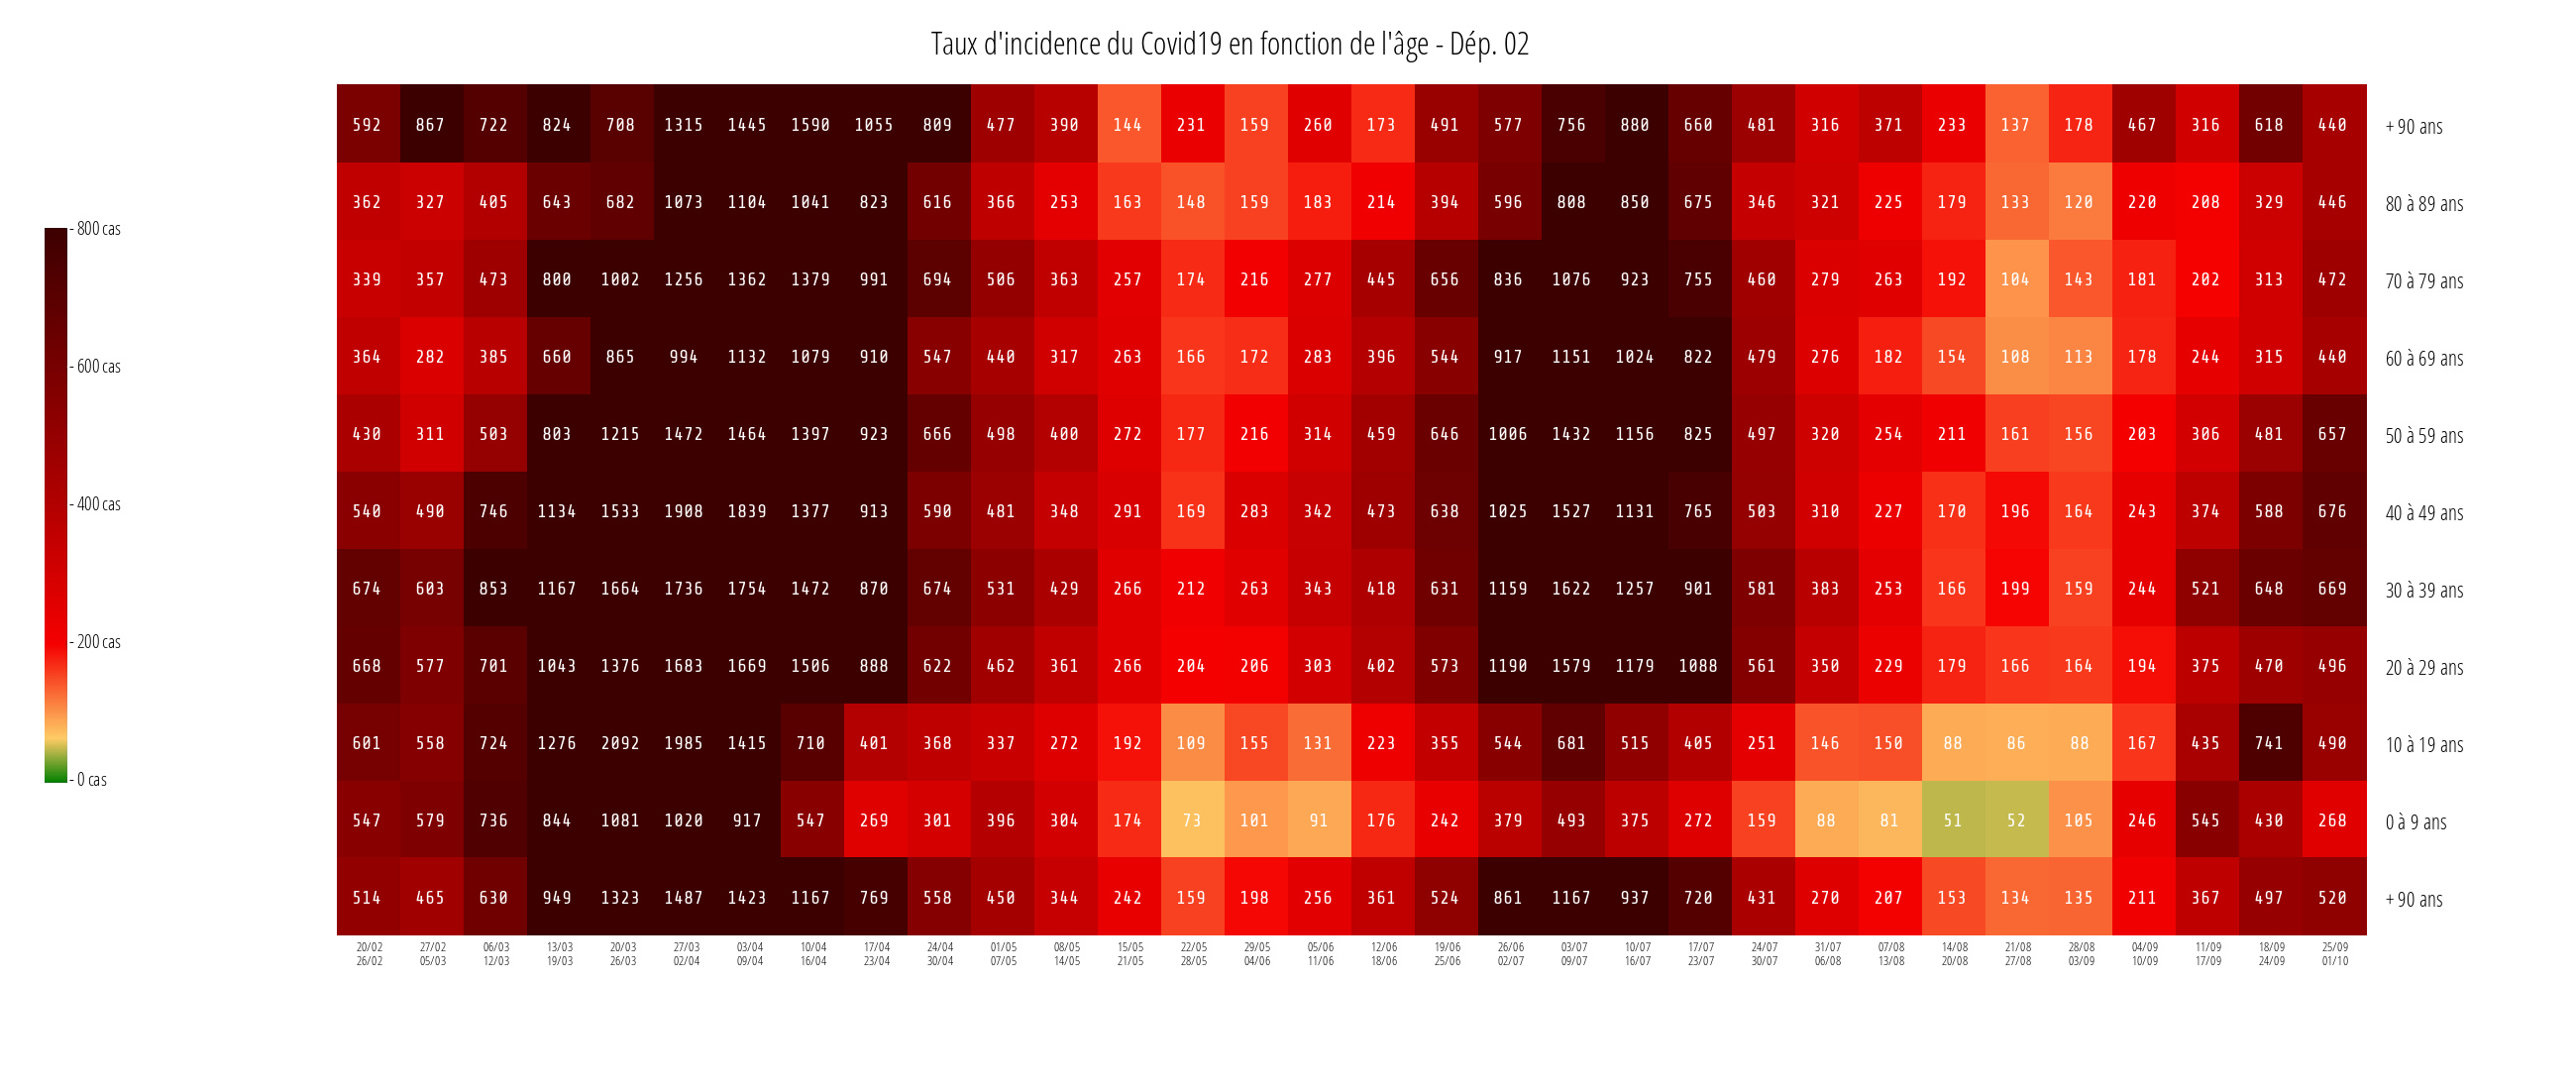 Taux d'incidence du Covid19 en fonction de l'âge - Dép. 02
- 800 cas
- 600 cas
- 400 cas
- 200 cas
- 0 cas
592 867 722 824 708 1315 1445 1590 1055 809 477 390 144 231 159 260 173 491 577 756 880 660 481 316 371 233 137 178 467 316 618 440 + 90 ans
362 327 405 643 682 1073 1104 1041 823 616 366 253 163 148 159 183 214 394 596 808 850 675 346 321 225 179 133 120 220 208 329 446 80 à 89 ans
339 357 473 800 1002 1256 1362 1379 991 694 506 363 257 174 216 277 445 656 836 1076 923 755 460 279 263 192 104 143 181 202 313 472 70 à 79 ans
364 282 385 660 865 994 1132 1079 910 547 440 317 263 166 172 283 396 544 917 1151 1024 822 479 276 182 154 108 113 178 244 315 440 60 à 69 ans
430 311 503 803 1215 1472 1464 1397 923 666 498 400 272 177 216 314 459 646 1006 1432 1156 825 497 320 254 211 161 156 203 306 481 657 50 à 59 ans
540 490 746 1134 1533 1908 1839 1377 913 590 481 348 291 169 283 342 473 638 1025 1527 1131 765 503 310 227 170 196 164 243 374 588 676 40 à 49 ans
674 603 853 1167 1664 1736 1754 1472 870 674 531 429 266 212 263 343 418 631 1159 1622 1257 901 581 383 253 166 199 159 244 521 648 669 30 à 39 ans
668 577 701 1043 1376 1683 1669 1506 888 622 462 361 266 204 206 303 402 573 1190 1579 1179 1088 561 350 229 179 166 164 194 375 470 496 20 à 29 ans
601 558 724 1276 2092 1985 1415 710 401 368 337 272 192 109 155 131 223 355 544 681 515 405 251 146 150 88 86 88 167 435 741 490 10 à 19 ans
547 579 736 844 1081 1020 917 547 269 301 396 304 174 73 101 91 176 242 379 493 375 272 159 88 81 51 52 105 246 545 430 268 0 à 9 ans
514 465 630 949 1323 1487 1423 1167 769 558 450 344 242 159 198 256 361 524 861 1167 937 720 431 270 207 153 134 135 211 367 497 520 + 90 ans
20/02 27/02 06/03 13/03 20/03 27/03 03/04 10/04 17/04 24/04 01/05 08/05 15/05 22/05 29/05 05/06 12/06 19/06 26/06 03/07 10/07 17/07 24/07 31/07 07/08 14/08 21/08 28/08 04/09 11/09 18/09 25/09
26/02 05/03 12/03 19/03 26/03 02/04 09/04 16/04 23/04 30/04 07/05 14/05 21/05 28/05 04/06 11/06 18/06 25/06 02/07 09/07 16/07 23/07 30/07 06/08 13/08 20/08 27/08 03/09 10/09 17/09 24/09 01/10